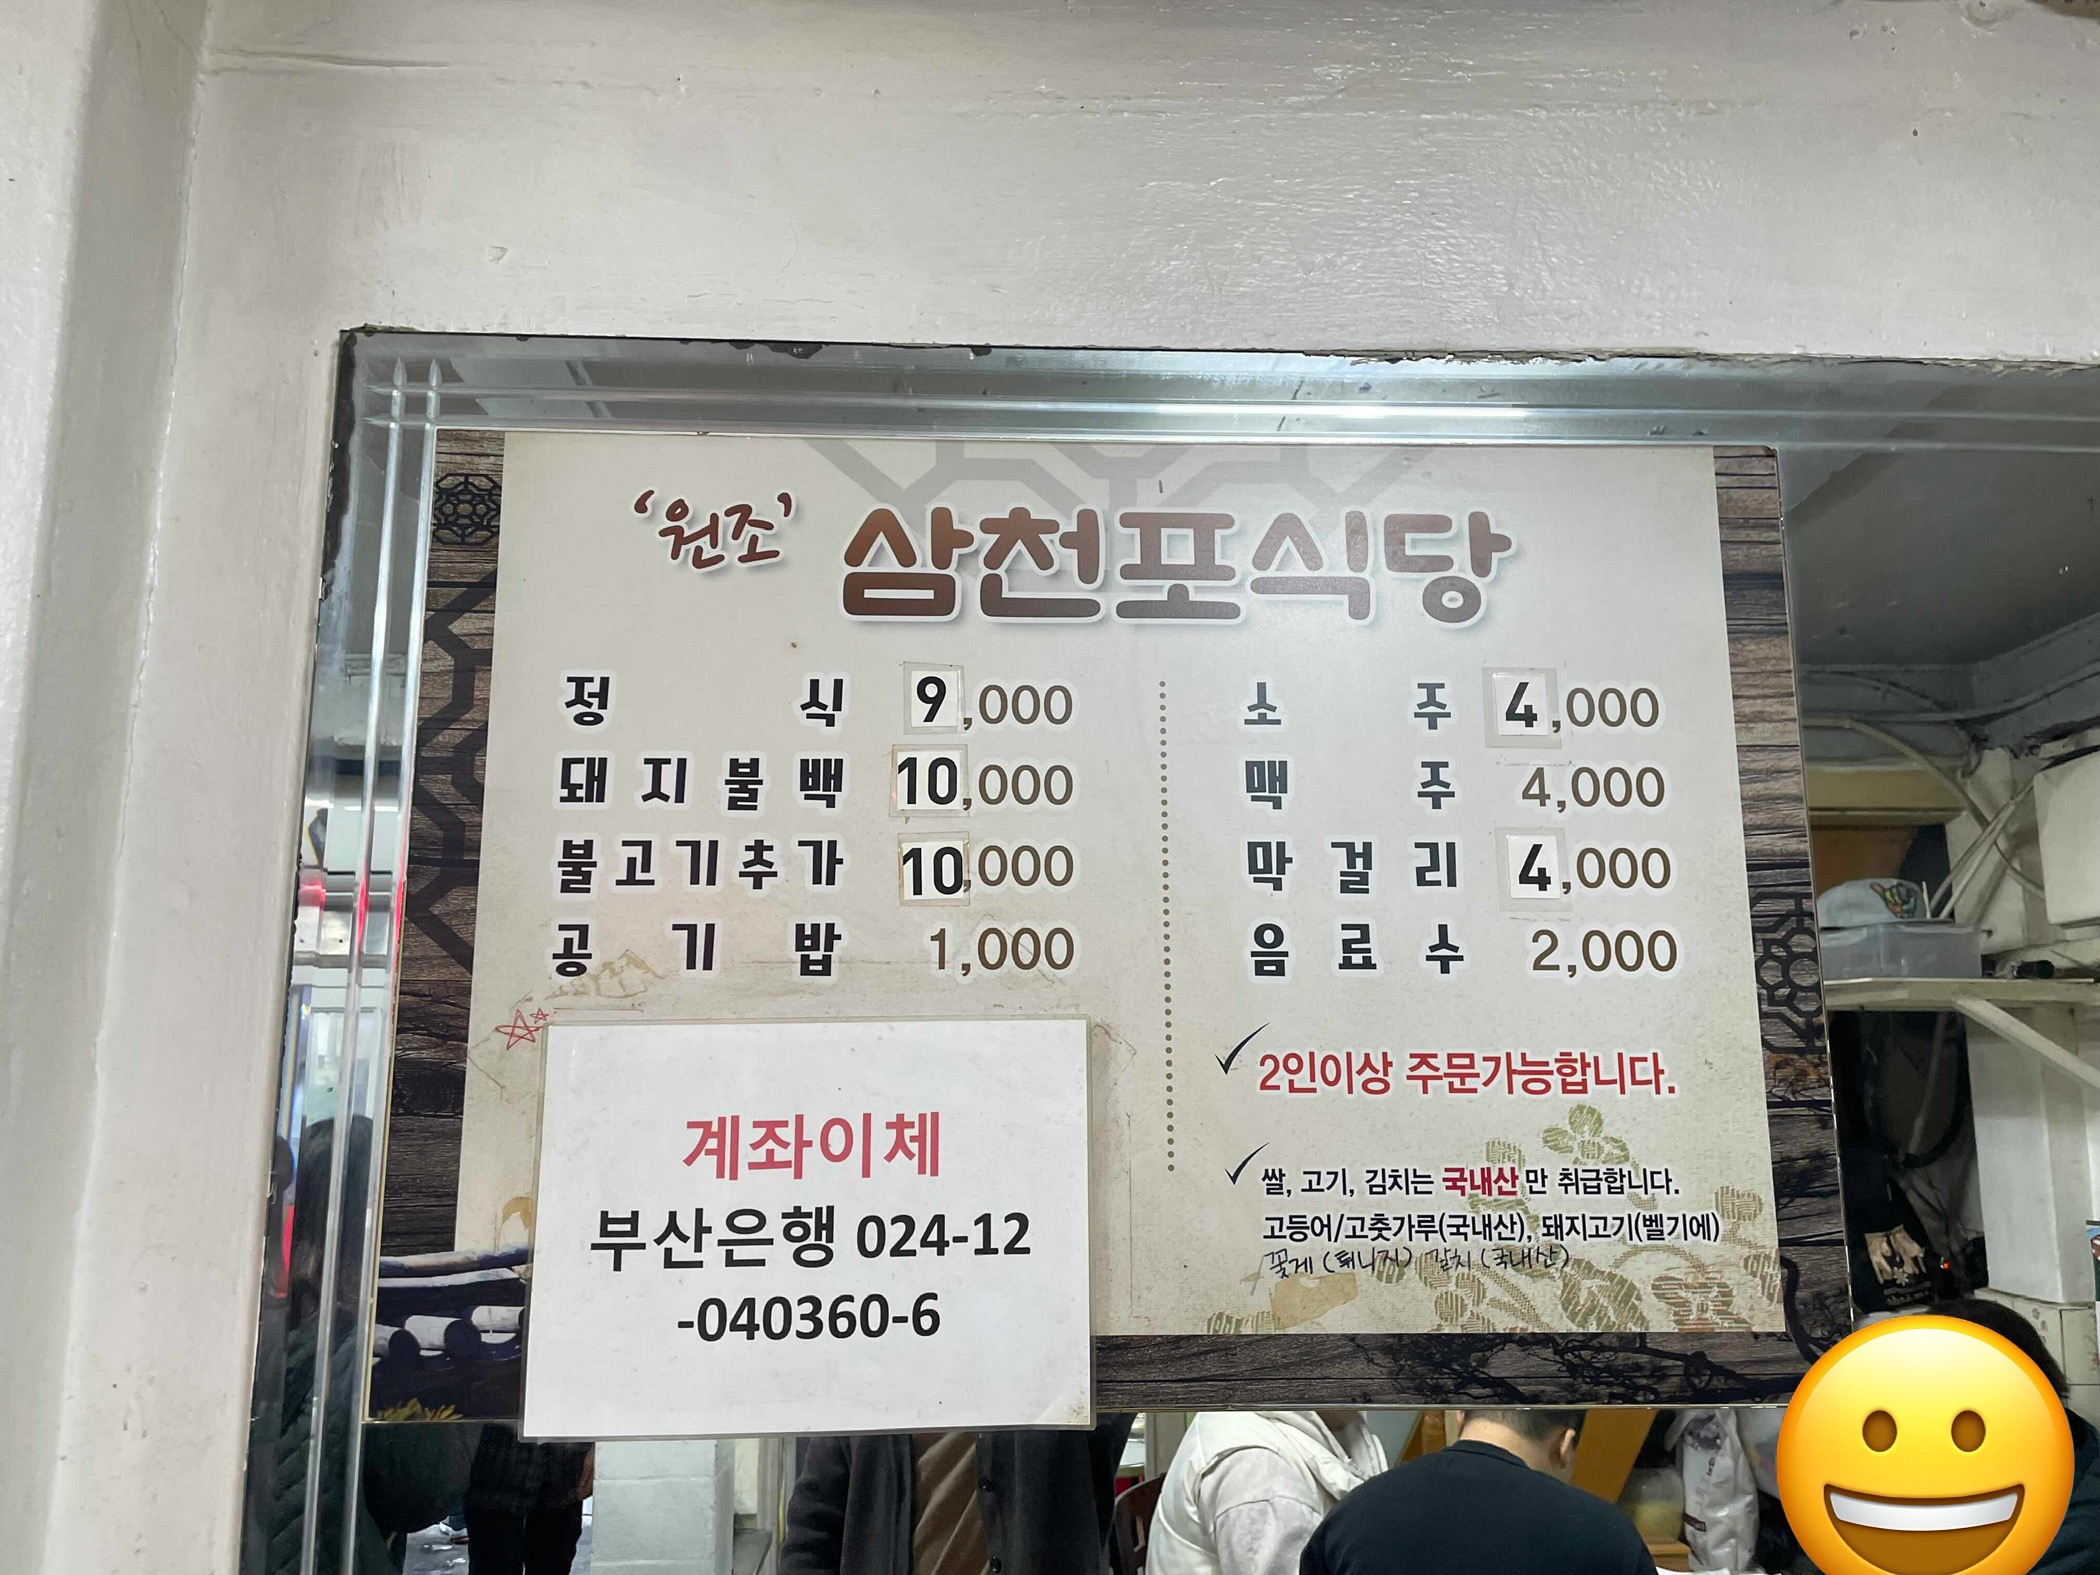 '원조' 삼천포식당
정식 9,000
돼지불백 10,000
불고기추가 10,000
공기밥 1,000
소주 4,000
맥주 4,000
막걸리 4,000
음료수 2,000
2인이상 주문가능합니다.
쌀, 고기, 김치는 국내산만 취급합니다.
고등어/고춧가루(국내산), 돼지고기(벨기에)
꽃게 (튀니지) 갈치 (국내산)
계좌이체
부산은행 024-12
-040360-6